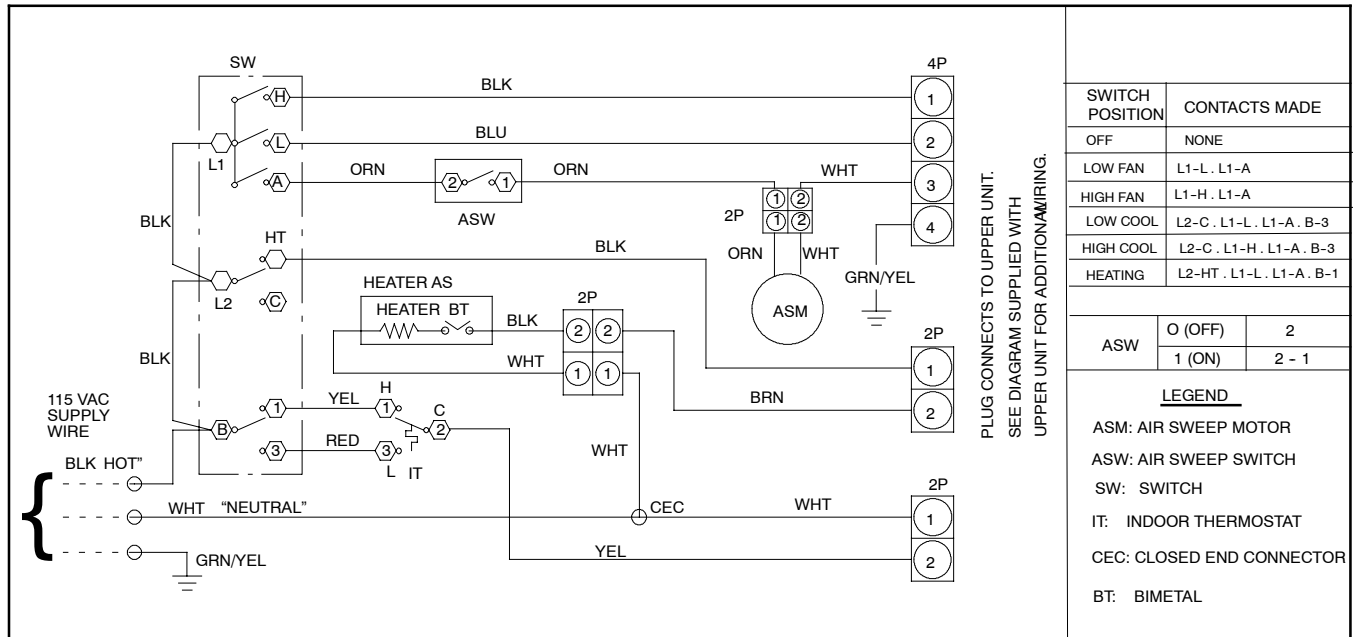 SW
BLK
4P
H
1
BLU
L
2
L1
ORN
ORN
WHT
A
2
1
3
ASW
1
2
2P
1
2
4
BLK
HT
BLK
ORN
WHT
GRN/YEL
L2
C
HEATER AS
HEATER BT
2P
ASM
BLK
2
2
2P
WHT
1
1
1
BLK
BRN
2
115 VAC
SUPPLY
WIRE
H
YEL
1
1
C
B
2
RED
3
3
L IT
WHT
BLK HOT”
2P
WHT “NEUTRAL”
CEC
WHT
1
YEL
2
GRN/YEL
PLUG CONNECTS TO UPPER UNIT.
SEE DIAGRAM SUPPLIED WITH
UPPER UNIT FOR ADDITIONAWIRING.
SWITCH POSITION CONTACTS MADE
OFF NONE
LOW FAN L1-L . L1-A
HIGH FAN L1-H . L1-A
LOW COOL L2-C . L1-L . L1-A . B-3
HIGH COOL L2-C . L1-H . L1-A . B-3
HEATING L2-HT . L1-L . L1-A . B-1
ASW O (OFF) 2
1 (ON) 2 - 1
LEGEND
ASM: AIR SWEEP MOTOR
ASW: AIR SWEEP SWITCH
SW: SWITCH
IT: INDOOR THERMOSTAT
CEC: CLOSED END CONNECTOR
BT: BIMETAL